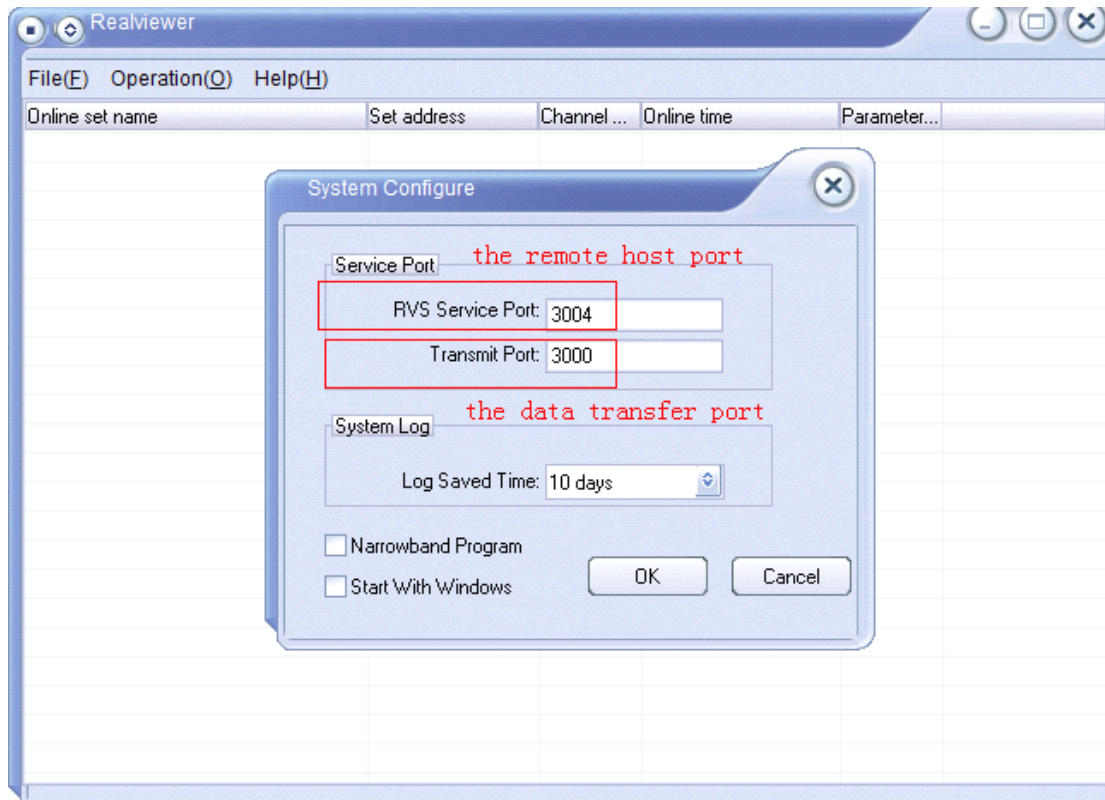 Realviewer
File(F) Operation(O) Help(H)
Online set name Set address Channel ... Online time Parameter...
System Configure
the remote host port
Service Port
RVS Service Port: 3004
Transmit Port: 3000
the data transfer port
System Log
Log Saved Time: 10 days
Narrowband Program
OK Cancel
Start With Windows